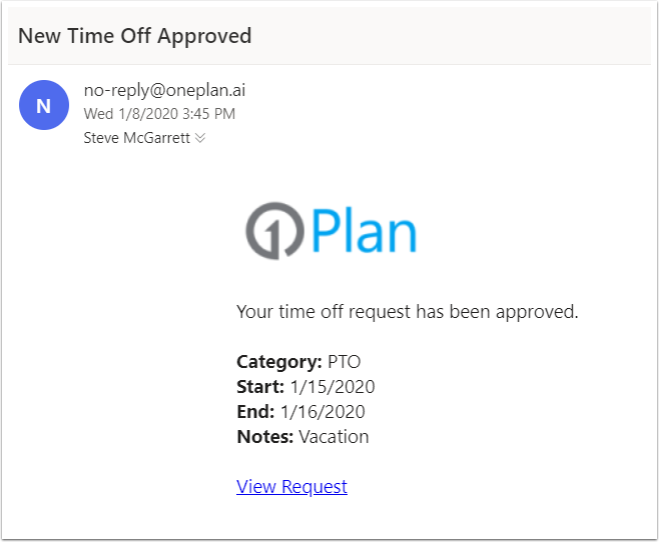 New Time Off Approved
N
no-reply@oneplan.ai
Wed 1/8/2020 3:45 PM
Steve McGarrett
1Plan
Your time off request has been approved.
Category: PTO
Start: 1/15/2020
End: 1/16/2020
Notes: Vacation
View Request